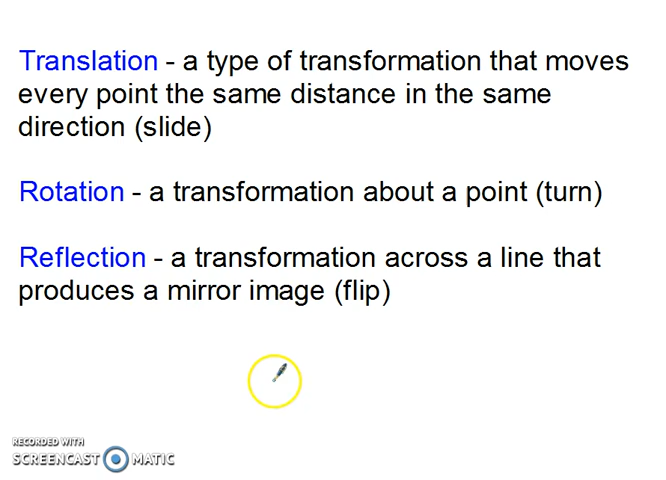 Translation - a type of transformation that moves
every point the same distance in the same
direction (slide)
Rotation - a transformation about a point (turn)
Reflection - a transformation across a line that
produces a mirror image (flip)
RECORDED WITH
SCREENCAST MATIC